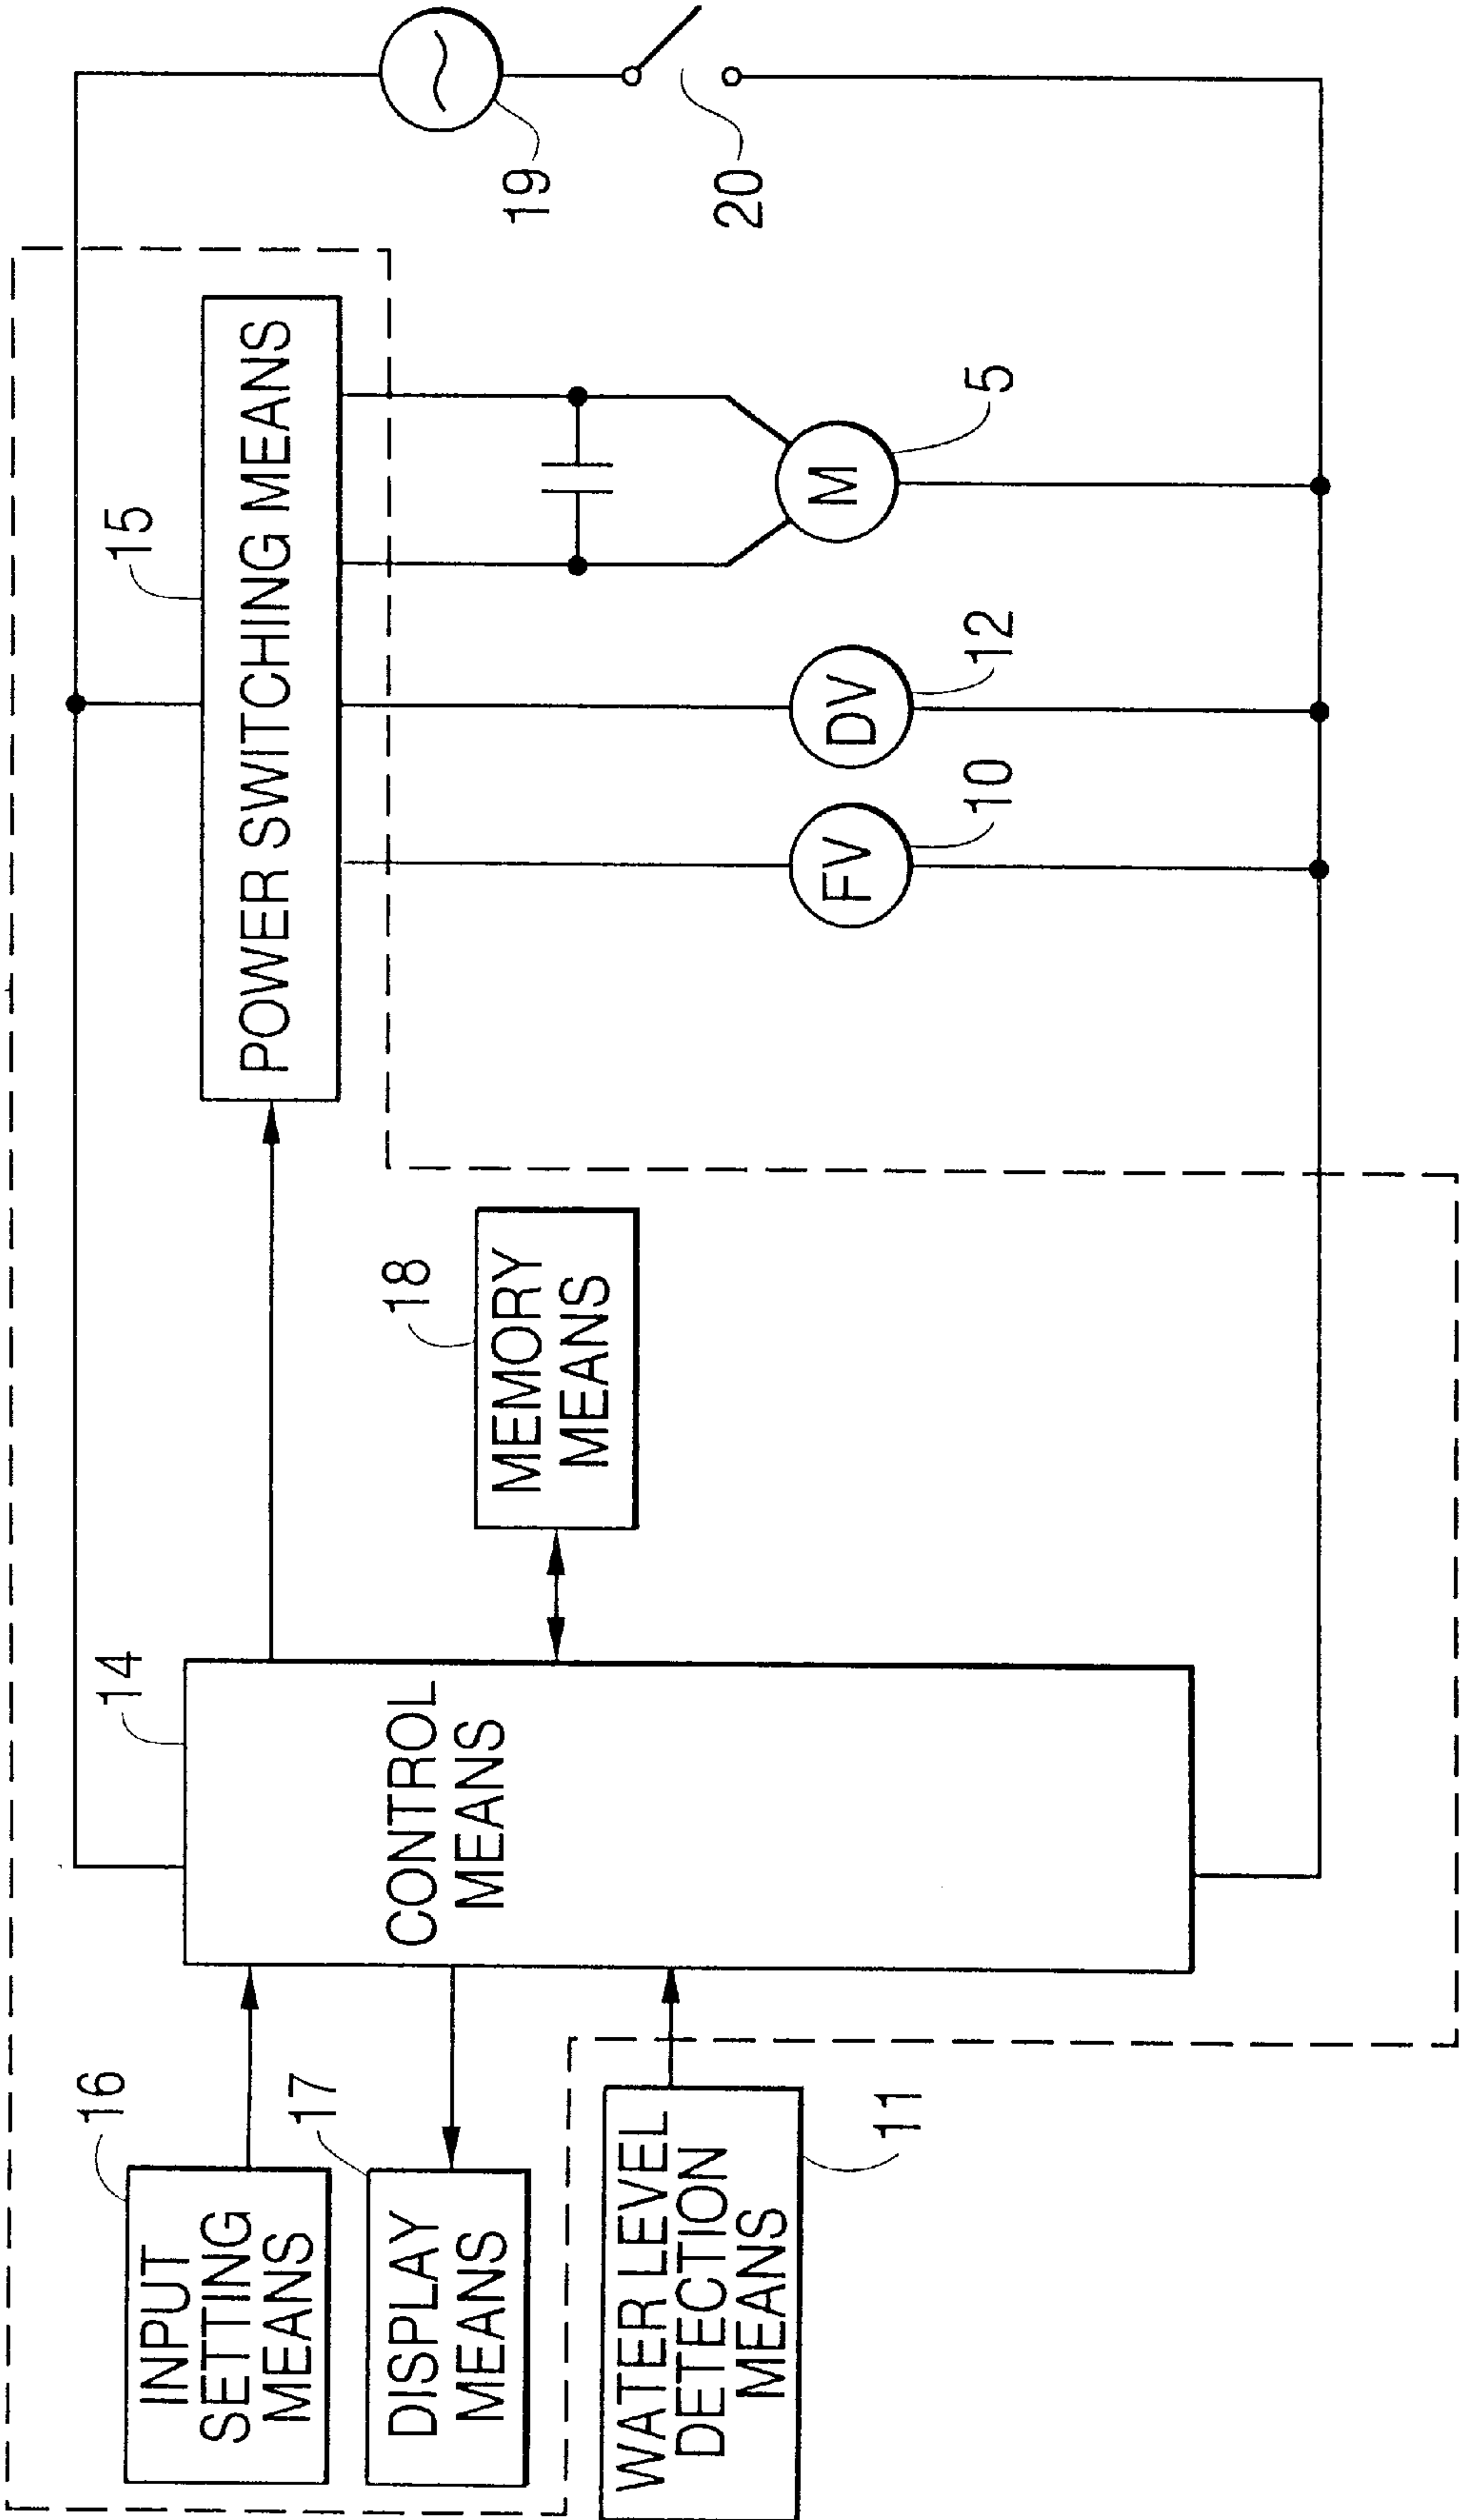 16
INPUT
SETTING
MEANS
17
DISPLAY
MEANS
WATER LEVEL
DETECTION
MEANS
11
14
CONTROL
MEANS
18
MEMORY
MEANS
15
POWER SWITCHING MEANS
FV
10
DV
12
M
5
19
20